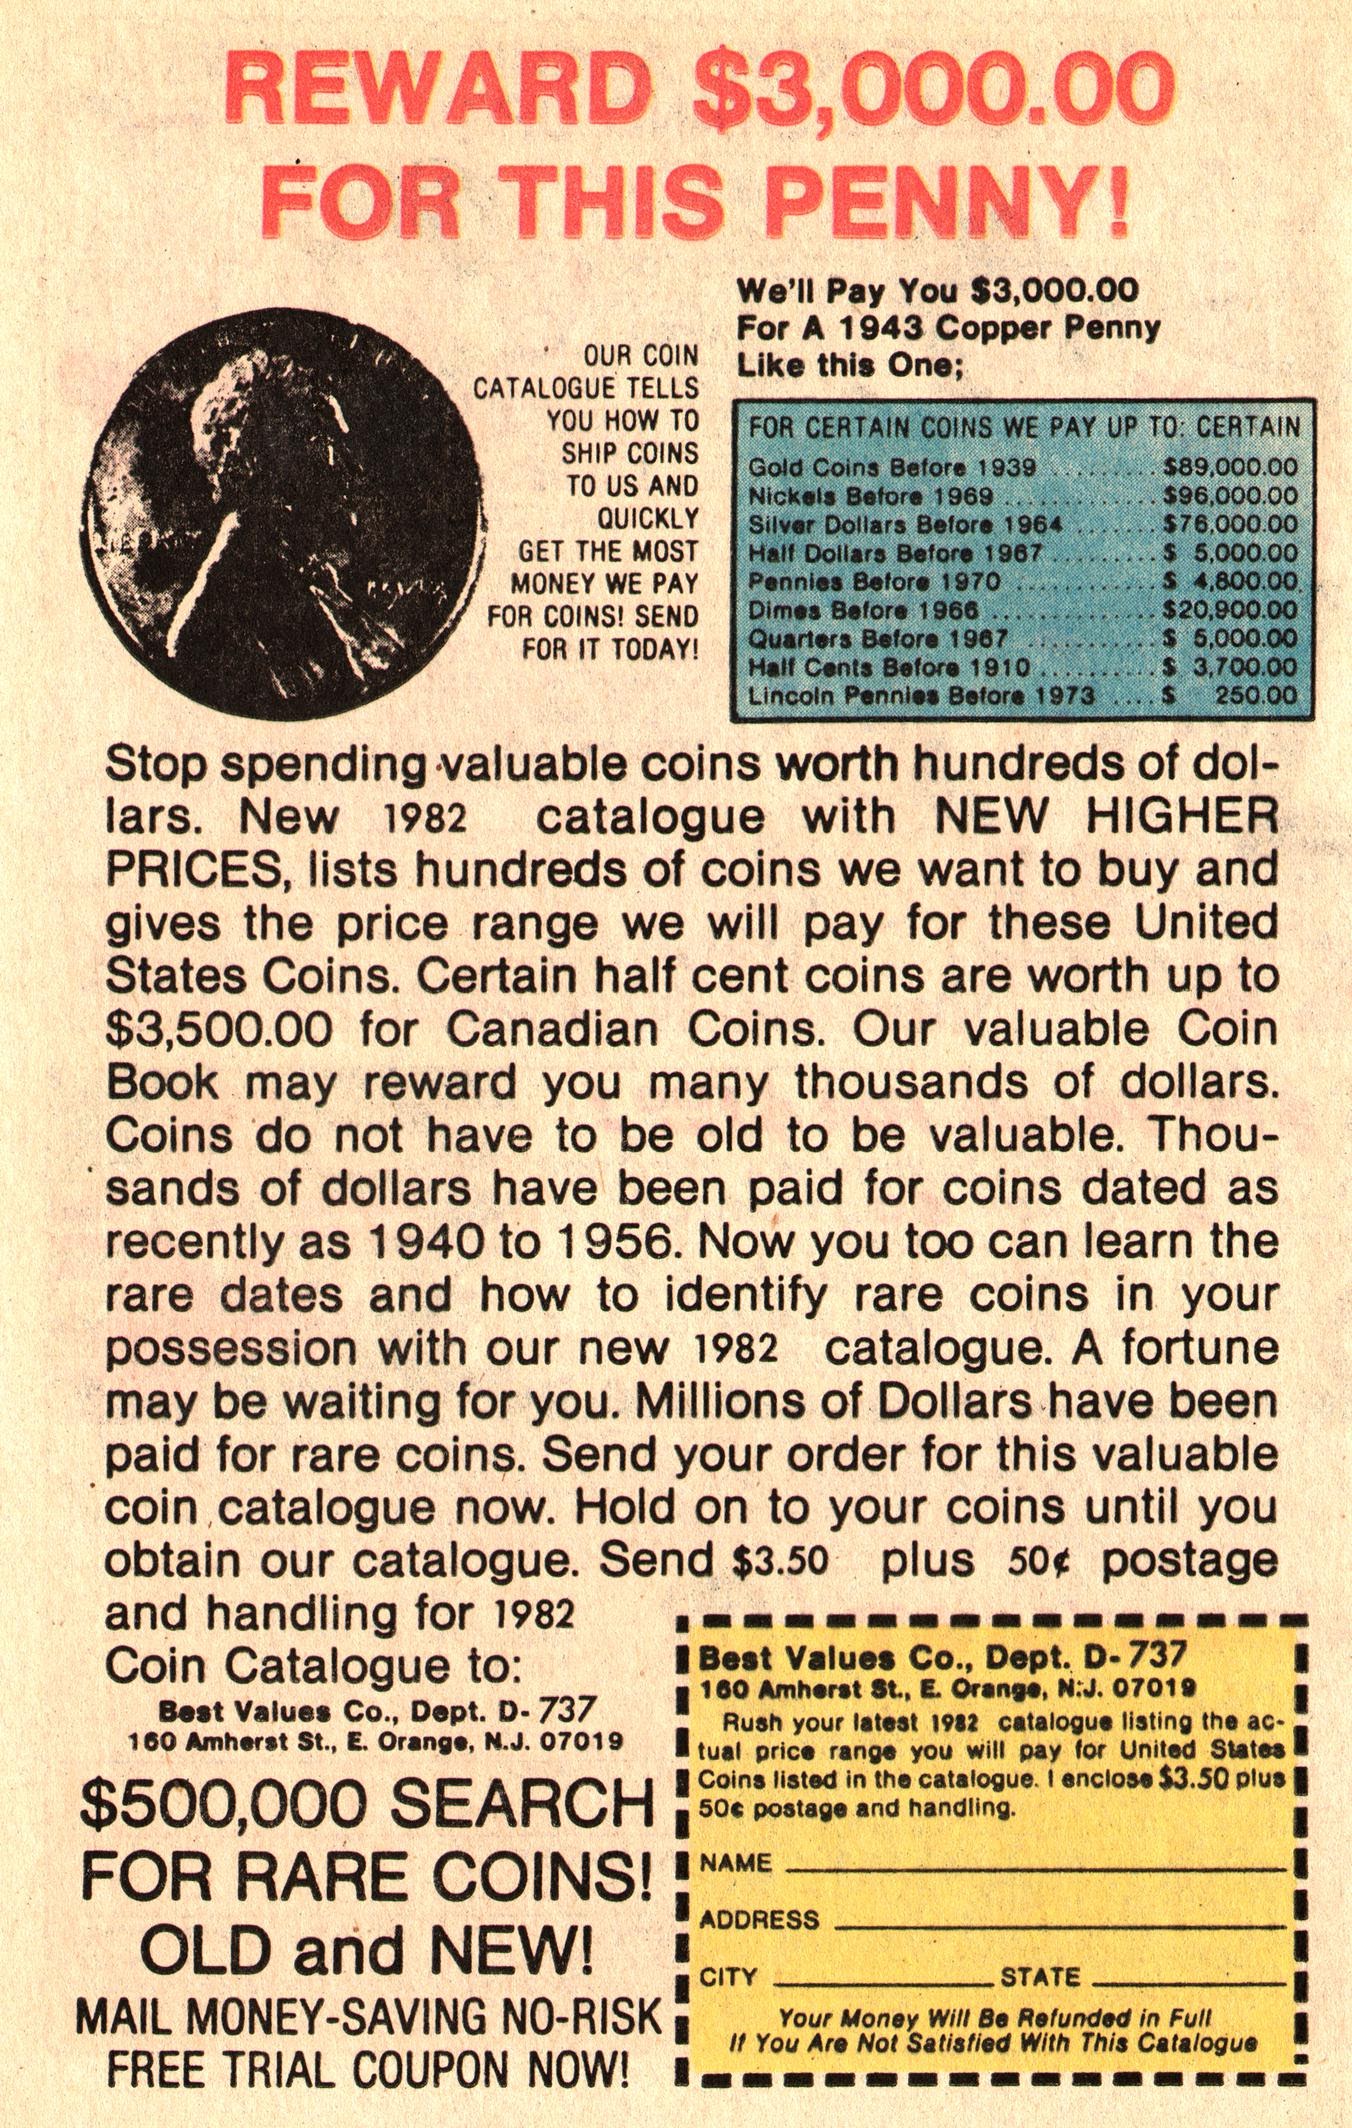 REWARD $3,000.00
FOR THIS PENNY!
We'll Pay You $3,000.00
For A 1943 Copper Penny
Like this One;
OUR COIN
CATALOGUE TELLS
YOU HOW TO
SHIP COINS
TO US AND
QUICKLY
GET THE MOST
MONEY WE PAY
FOR COINS! SEND
FOR IT TODAY!
FOR CERTAIN COINS WE PAY UP TO: CERTAIN
Gold Coins Before 1939 ......... $89,000.00
Nickels Before 1969 ............. $96,000.00
Silver Dollars Before 1964 ....... $76,000.00
Half Dollars Before 1967 ......... $ 5,000.00
Pennies Before 1970 ............ $ 4,800.00
Dimes Before 1966 .............. $20,900.00
Quarters Before 1967 ........... $ 5,000.00
Half Cents Before 1910 .......... $ 3,700.00
Lincoln Pennies Before 1973 .... $ 250.00
Stop spending valuable coins worth hundreds of dol-
lars. New 1982 catalogue with NEW HIGHER
PRICES, lists hundreds of coins we want to buy and
gives the price range we will pay for these United
States Coins. Certain half cent coins are worth up to
$3,500.00 for Canadian Coins. Our valuable Coin
Book may reward you many thousands of dollars.
Coins do not have to be old to be valuable. Thou-
sands of dollars have been paid for coins dated as
recently as 1940 to 1956. Now you too can learn the
rare dates and how to identify rare coins in your
possession with our new 1982 catalogue. A fortune
may be waiting for you. Millions of Dollars have been
paid for rare coins. Send your order for this valuable
coin catalogue now. Hold on to your coins until you
obtain our catalogue. Send $3.50 plus 50¢ postage
and handling for 1982
Coin Catalogue to:
Best Values Co., Dept. D-737
160 Amherst St., E. Orange, N.J. 07019
$500,000 SEARCH
FOR RARE COINS!
OLD and NEW!
MAIL MONEY-SAVING NO-RISK
FREE TRIAL COUPON NOW!
Best Values Co., Dept. D-737
160 Amherst St., E. Orange, N.J. 07019
Rush your latest 1982 catalogue listing the ac-
tual price range you will pay for United States
Coins listed in the catalogue. I enclose $3.50 plus
50¢ postage and handling.
NAME
ADDRESS
CITY STATE
Your Money Will Be Refunded in Full
If You Are Not Satisfied With This Catalogue